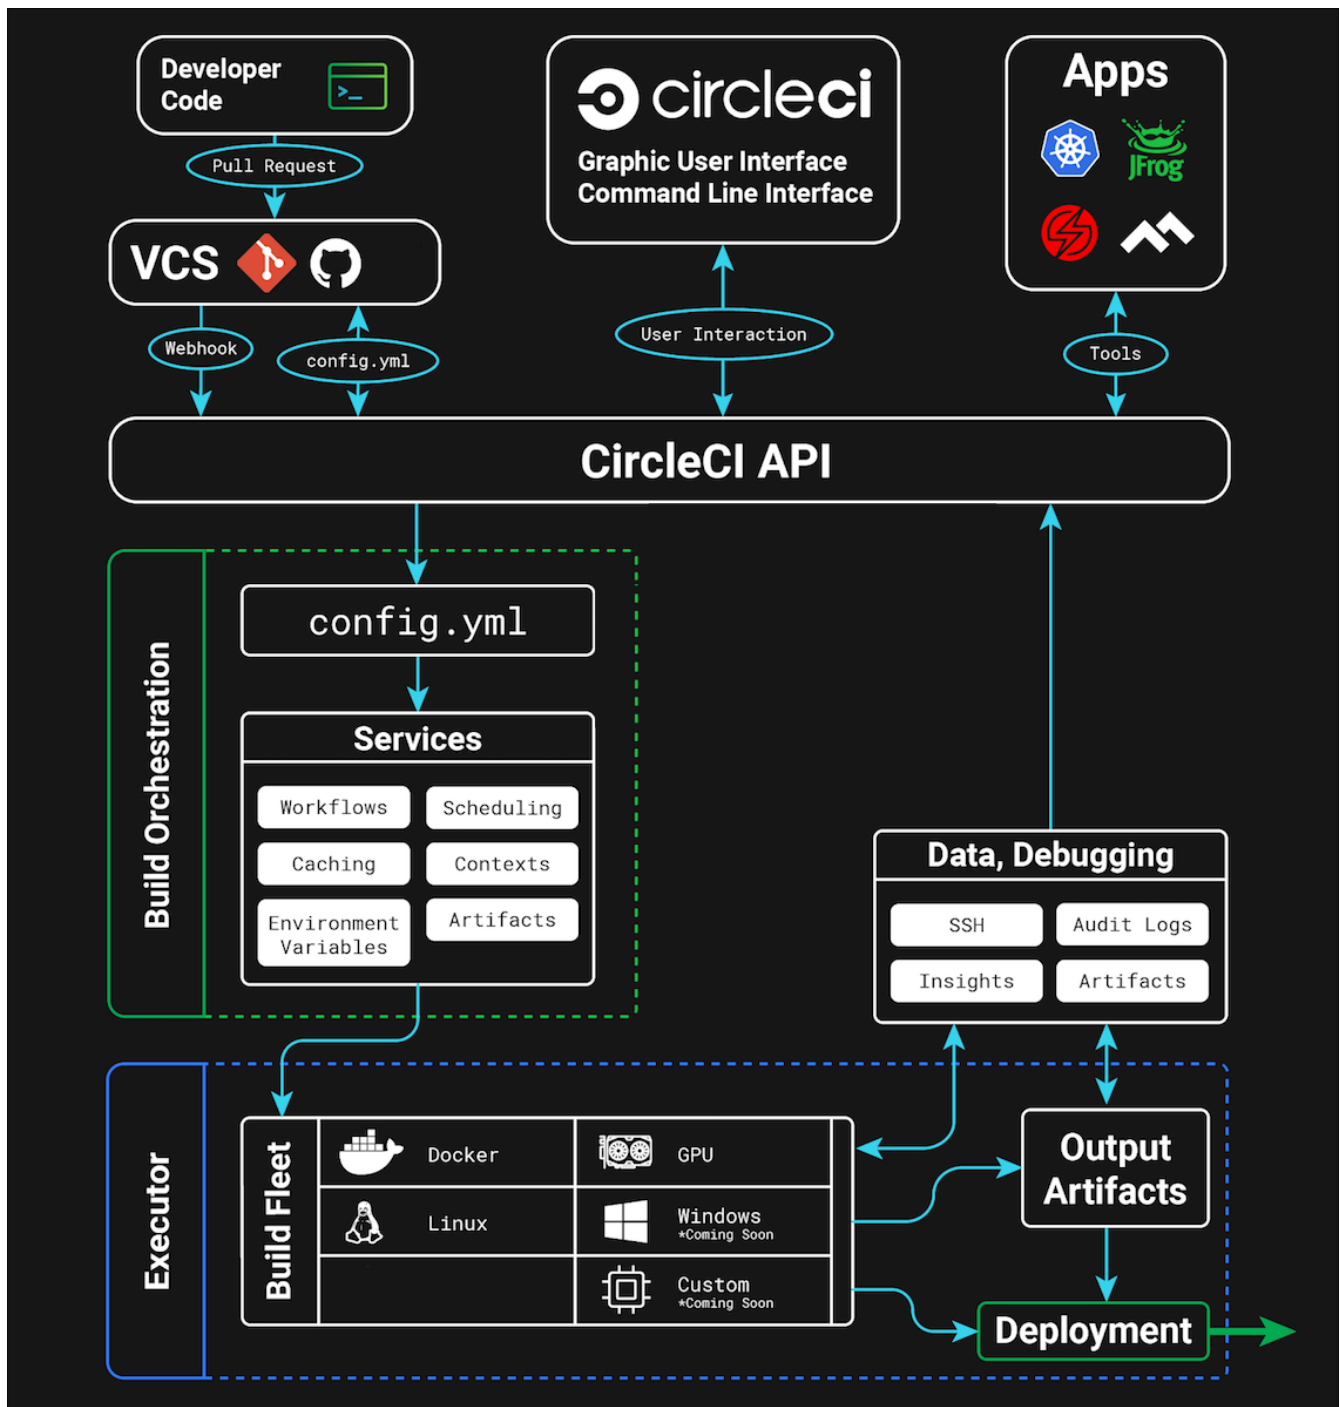 Developer
Code
>_
Pull Request
VCS
Webhook
config.yml
circleci
Graphic User Interface
Command Line Interface
User Interaction
Apps
JFrog
Tools
CircleCI API
Build Orchestration
config.yml
Services
Workflows
Scheduling
Caching
Contexts
Environment
Variables
Artifacts
Data, Debugging
SSH
Audit Logs
Insights
Artifacts
Executor
Build Fleet
Docker
GPU
Linux
Windows
*Coming Soon
Custom
*Coming Soon
Output
Artifacts
Deployment